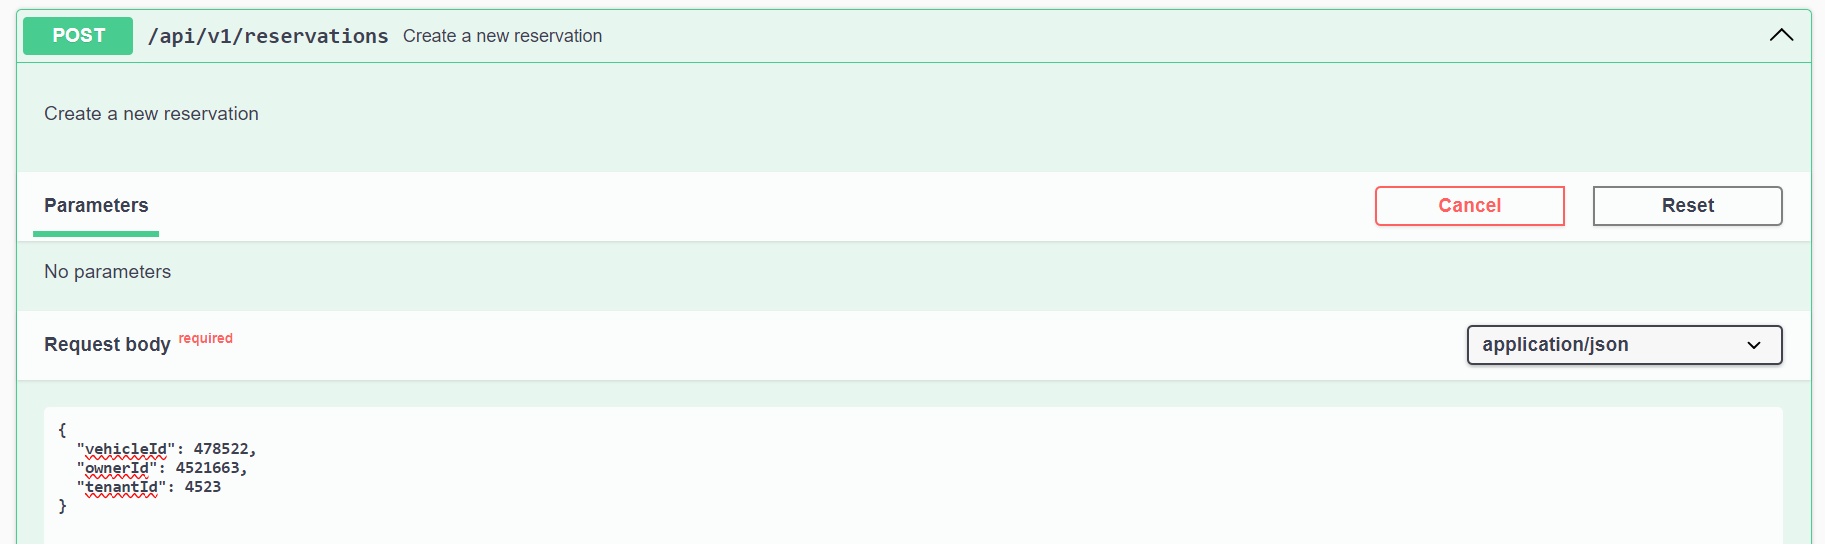 POST /api/v1/reservations Create a new reservation
Create a new reservation
Parameters Cancel Reset
No parameters
Request body required application/json
{
  "vehicleId": 478522,
  "ownerId": 4521663,
  "tenantId": 4523
}